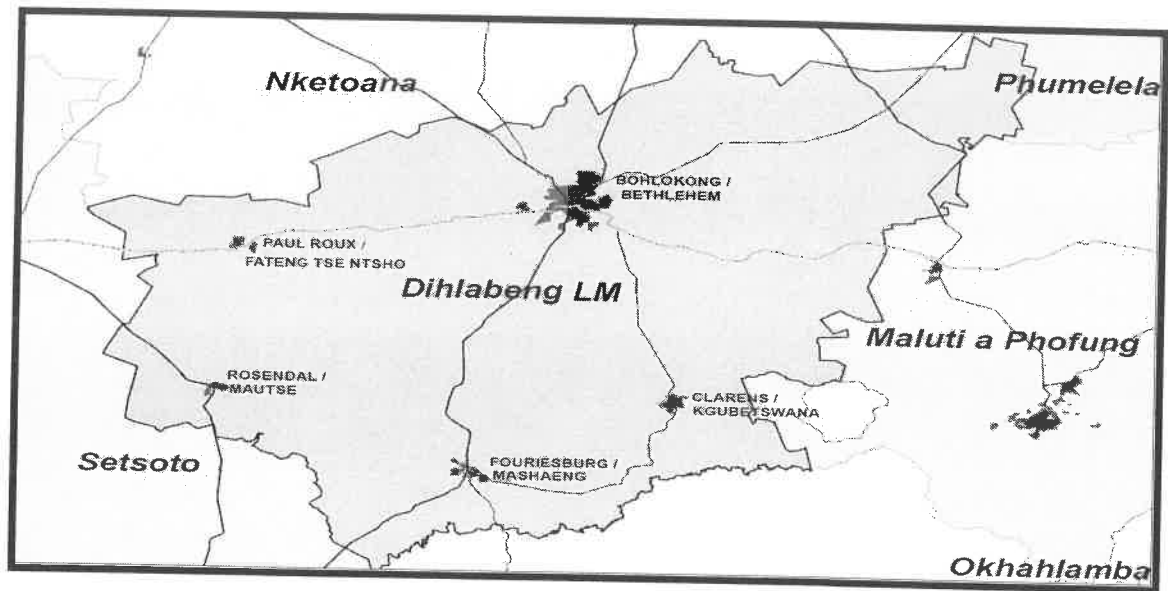 Nketoana
Phumelela
BOHLOKONG /
BETHLEHEM
PAUL ROUX /
FATENG TSE NTSHO
Dihlabeng LM
Maluti a Phofung
ROSENDAL /
MAUTSE
CLARENS /
KGUBETSWANA
Setsoto
FOURIESBURG /
MASHAENG
Okhahlamba